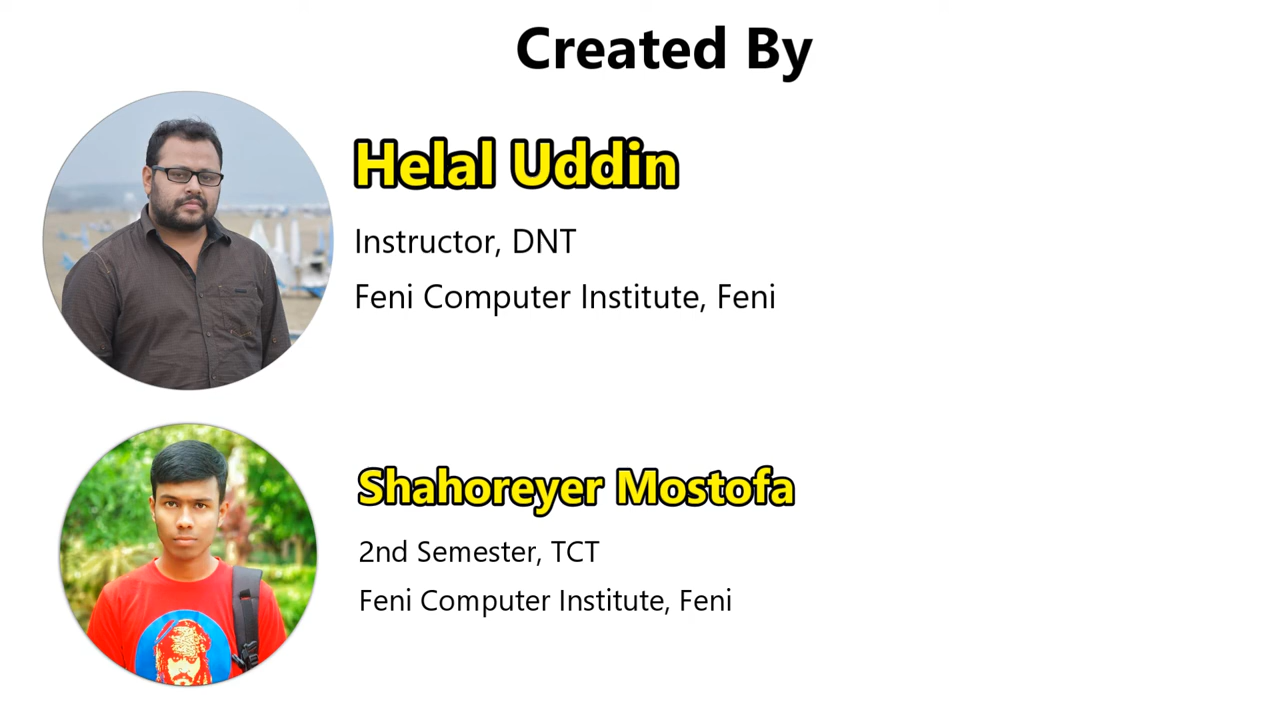 Created By
Helal Uddin
Instructor, DNT
Feni Computer Institute, Feni
Shahoreyer Mostofa
2nd Semester, TCT
Feni Computer Institute, Feni